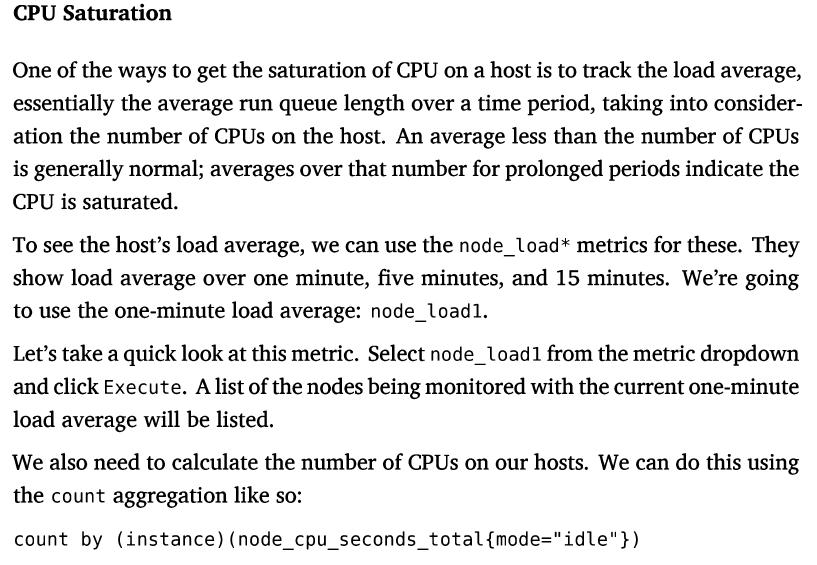 CPU Saturation
One of the ways to get the saturation of CPU on a host is to track the load average,
essentially the average run queue length over a time period, taking into consider-
ation the number of CPUs on the host. An average less than the number of CPUs
is generally normal; averages over that number for prolonged periods indicate the
CPU is saturated.
To see the host’s load average, we can use the node_load* metrics for these. They
show load average over one minute, five minutes, and 15 minutes. We’re going
to use the one-minute load average: node_load1.
Let’s take a quick look at this metric. Select node_load1 from the metric dropdown
and click Execute. A list of the nodes being monitored with the current one-minute
load average will be listed.
We also need to calculate the number of CPUs on our hosts. We can do this using
the count aggregation like so:
count by (instance)(node_cpu_seconds_total{mode="idle"})